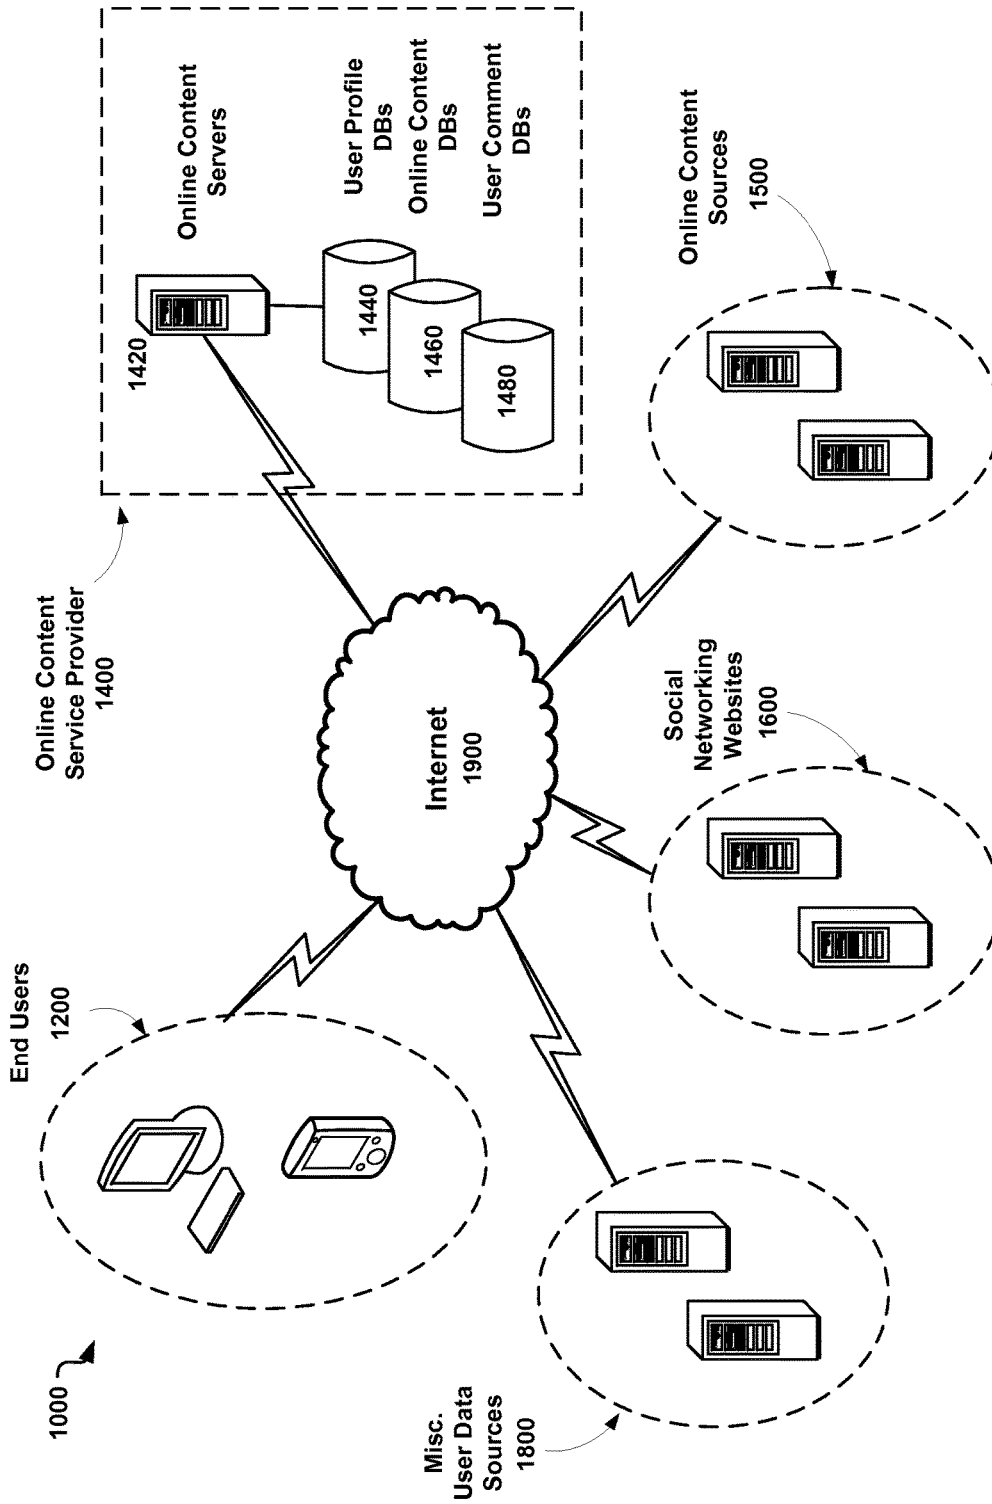 1000
End Users
1200
Online Content
Service Provider
1400
1420
Online Content
Servers
1440
1460
1480
User Profile
DBs
Online Content
DBs
User Comment
DBs
Internet
1900
Misc.
User Data
Sources
1800
Social
Networking
Websites
1600
Online Content
Sources
1500